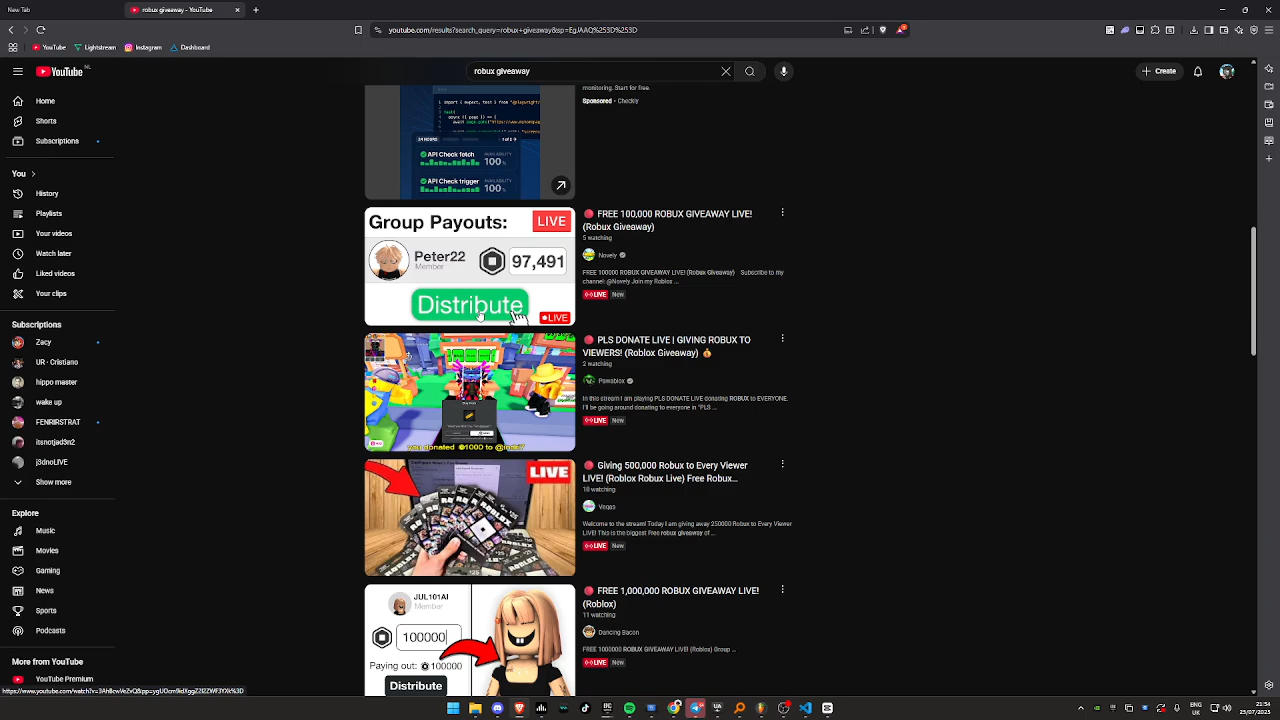 New Tab
robux giveaway - YouTube
youtube.com/results?search_query=robux+giveaway&sp=EgJAAQ%253D%253D
YouTube
Lightstream
Instagram
Dashboard
YouTube NL
robux giveaway
Create
Home
Shorts
Subscriptions
History
Playlists
Your videos
Watch later
Liked videos
Your clips
Subscriptions
Zacy
UR · Cristiano
hippo master
wake up
FENRIRSTRAT
itsnotjad3n2
j3dnoLIVE
Show more
Explore
Music
Movies
Gaming
News
Sports
Podcasts
More from YouTube
YouTube Premium
monitoring. Start for free.
Sponsored · Checkly
24 HOURS
API Check fetch
AVAILABILITY
100%
API Check trigger
AVAILABILITY
100%
Group Payouts:
LIVE
Peter22
Member
97,491
Distribute
LIVE
FREE 100,000 ROBUX GIVEAWAY LIVE!
(Robux Giveaway)
5 watching
Novely
FREE 100000 ROBUX GIVEAWAY LIVE! (Robux Giveaway) Subscribe to my
channel: @Novely Join my Roblox ...
LIVE New
PLS DONATE LIVE | GIVING ROBUX TO
VIEWERS! (Roblox Giveaway) 💰
2 watching
Pawablox
In this stream I am playing PLS DONATE LIVE donating ROBUX to EVERYONE.
I'll be going around donating to everyone in "PLS ...
LIVE New
LIVE
Giving 500,000 Robux to Every Viewer
LIVE! (Roblox Robux Live) Free Robux...
18 watching
Vegas
Welcome to the stream! Today I am giving away 250000 Robux to Every Viewer
LIVE! This is the biggest Free robux giveaway of ...
LIVE New
JUL101AI
Member
100000
Paying out: 100000
Distribute
FREE 1,000,000 ROBUX GIVEAWAY LIVE!
(Roblox)
11 watching
Dancing Bacon
FREE 1000000 ROBUX GIVEAWAY LIVE! (Roblox) Group ...
LIVE New
23:54
25/07/2025